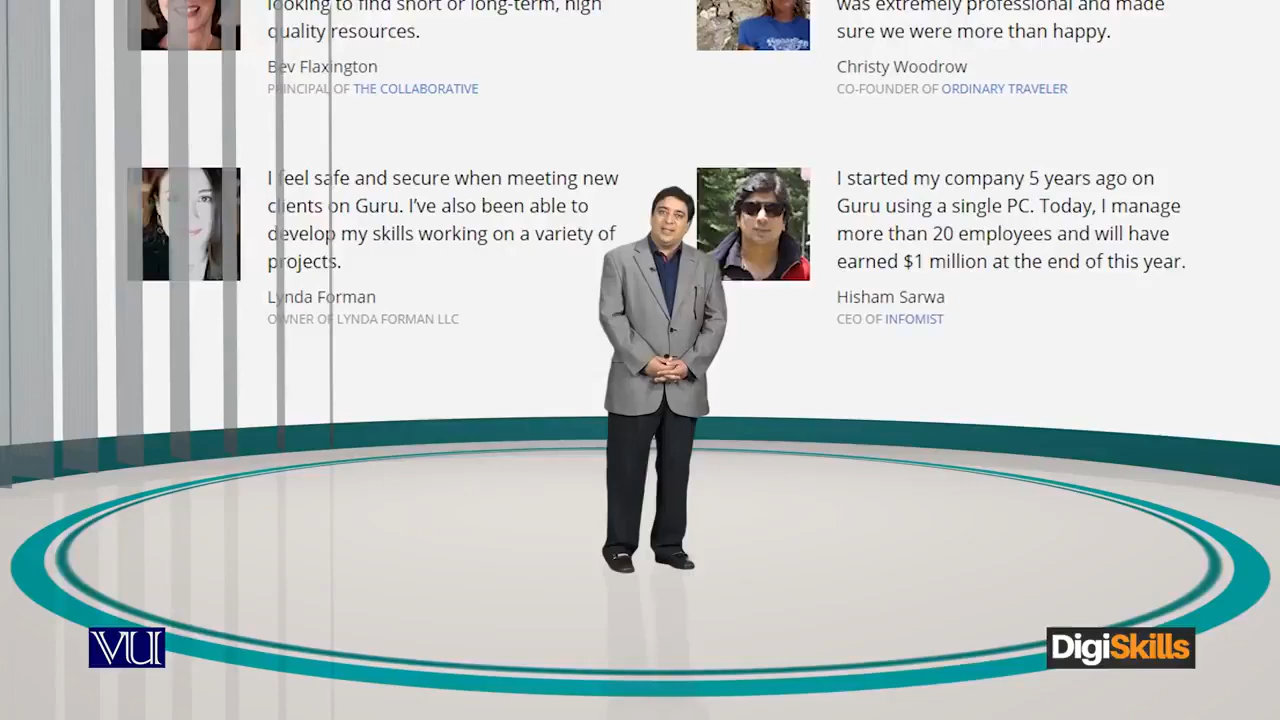 looking to find short or long-term, high
quality resources.
Bev Flaxington
PRINCIPAL OF THE COLLABORATIVE
was extremely professional and made
sure we were more than happy.
Christy Woodrow
CO-FOUNDER OF ORDINARY TRAVELER
I feel safe and secure when meeting new
clients on Guru. I’ve also been able to
develop my skills working on a variety of
projects.
Lynda Forman
OWNER OF LYNDA FORMAN LLC
I started my company 5 years ago on
Guru using a single PC. Today, I manage
more than 20 employees and will have
earned $1 million at the end of this year.
Hisham Sarwa
CEO OF INFOMIST
VU
DigiSkills